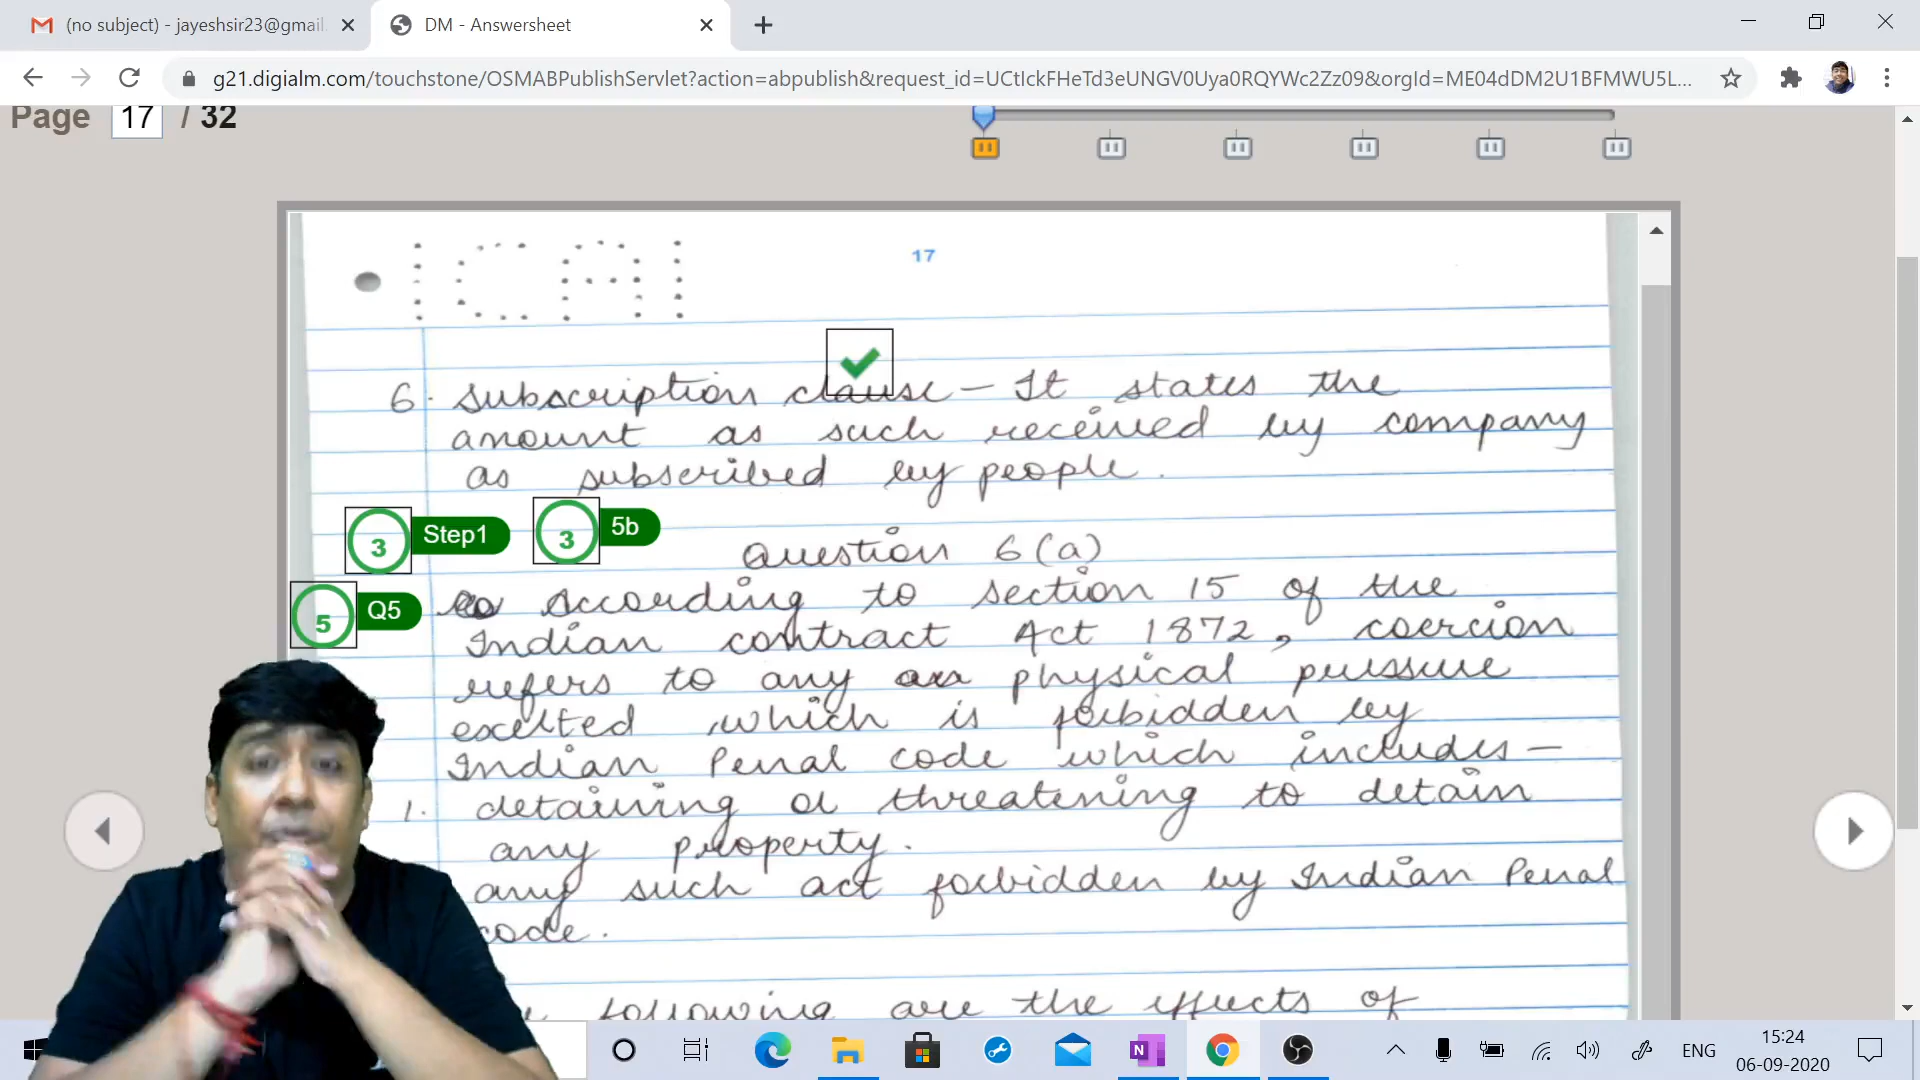 (no subject) - jayeshsir23@gmail.
DM - Answersheet
g21.digialm.com/touchstone/OSMABPublishServlet?action=abpublish&request_id=UCtIckFHeTd3eUNGV0Uya0RQYWc2Zz09&orgId=ME04dDM2U1BFMWU5L...
Page 17 / 32
ICAI
17
6. Subscription clause - It states the
amount as such received by company
as subscribed by people.
3 Step1 3 5b
Question 6(a)
5 Q5
According to section 15 of the
Indian contract Act 1872, coercion
refers to any physical pressure
exerted which is forbidden by
Indian Penal code which includes -
1. detaining or threatening to detain
any property.
any such act forbidden by Indian Penal
code.
following are the effects of
ENG
15:24
06-09-2020